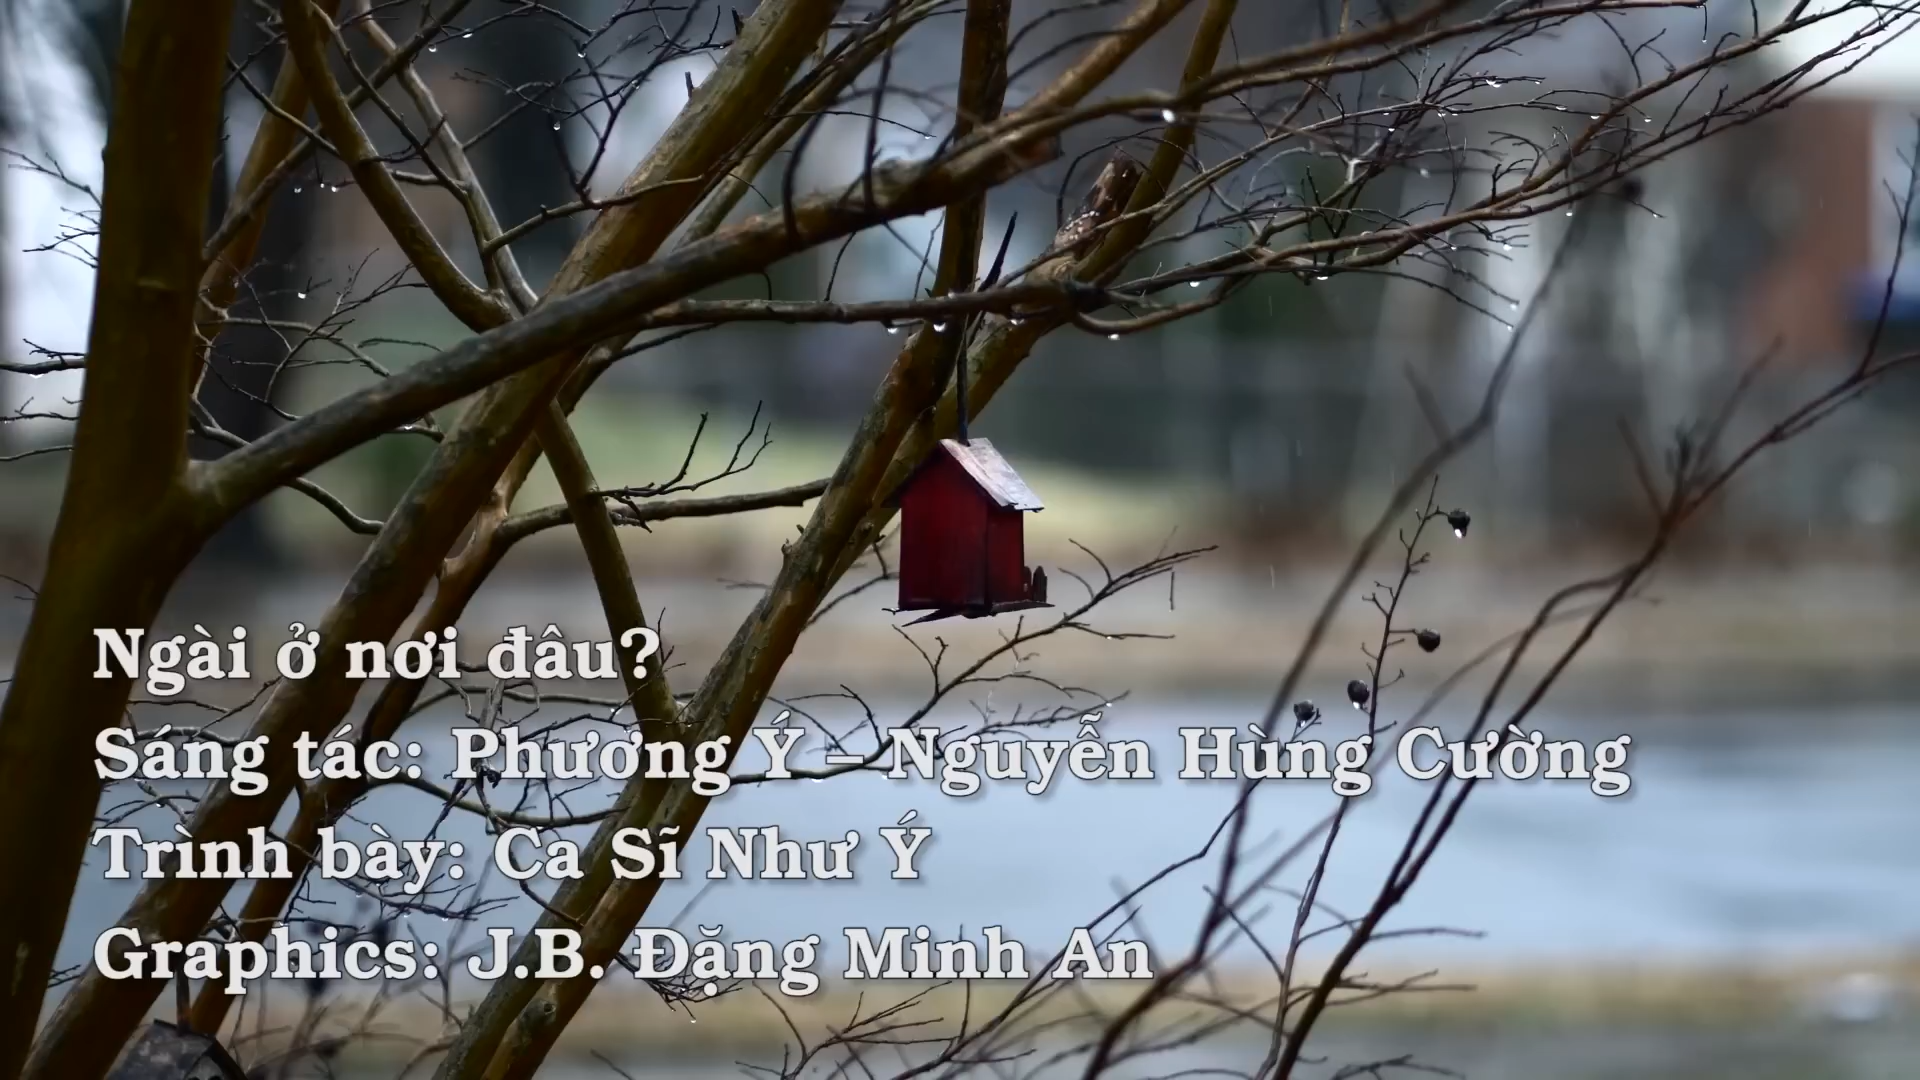 Ngài ở nơi đâu?
Sáng tác: Phương Ý – Nguyễn Hùng Cường
Trình bày: Ca Sĩ Như Ý
Graphics: J.B. Đặng Minh An